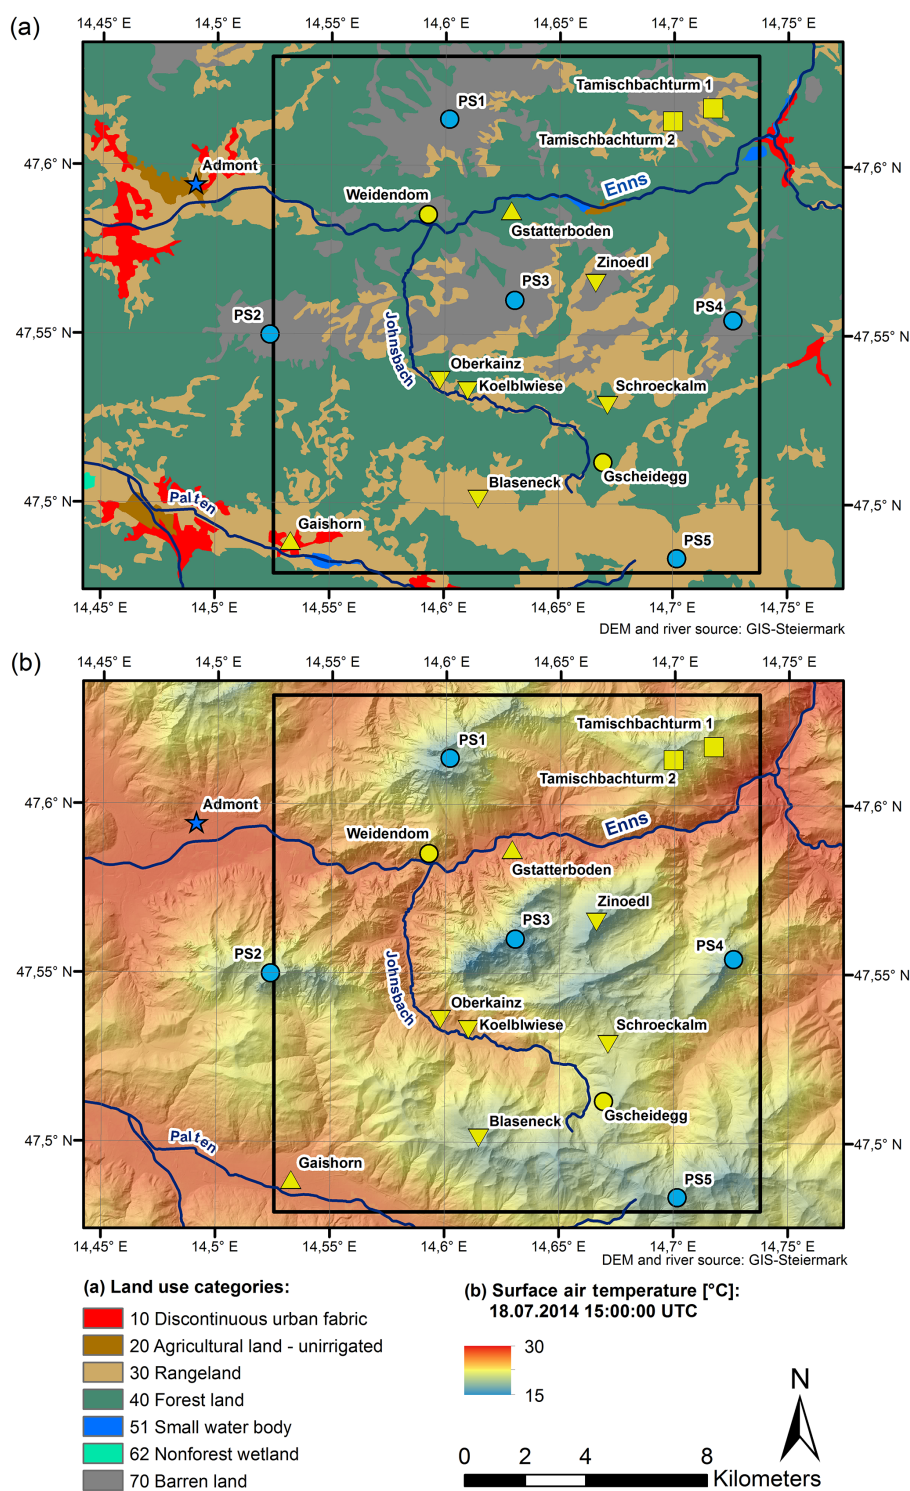 (a)
14,45° E 14,5° E 14,55° E 14,6° E 14,65° E 14,7° E 14,75° E
Tamischbachturm 1
PS1
Tamischbachturm 2
47,6° N 47,6° N
Admont
Enns
Weidendom
Gstatterboden
Zinoedl
PS3
PS4
PS2
47,55° N 47,55° N
Johnsbach
Oberkainz
Koelblwiese
Schroeckalm
Gscheidegg
Blaseneck
47,5° N 47,5° N
Palten
Gaishorn
PS5
14,45° E 14,5° E 14,55° E 14,6° E 14,65° E 14,7° E 14,75° E
DEM and river source: GIS-Steiermark
(b)
14,45° E 14,5° E 14,55° E 14,6° E 14,65° E 14,7° E 14,75° E
Tamischbachturm 1
PS1
Tamischbachturm 2
47,6° N 47,6° N
Admont
Enns
Weidendom
Gstatterboden
Zinoedl
PS3
PS4
PS2
47,55° N 47,55° N
Johnsbach
Oberkainz
Koelblwiese
Schroeckalm
Gscheidegg
Blaseneck
47,5° N 47,5° N
Palten
Gaishorn
PS5
14,45° E 14,5° E 14,55° E 14,6° E 14,65° E 14,7° E 14,75° E
DEM and river source: GIS-Steiermark
(a) Land use categories:
10 Discontinuous urban fabric
20 Agricultural land - unirrigated
30 Rangeland
40 Forest land
51 Small water body
62 Nonforest wetland
70 Barren land
(b) Surface air temperature [°C]:
18.07.2014 15:00:00 UTC
30
15
N
0 2 4 8
Kilometers